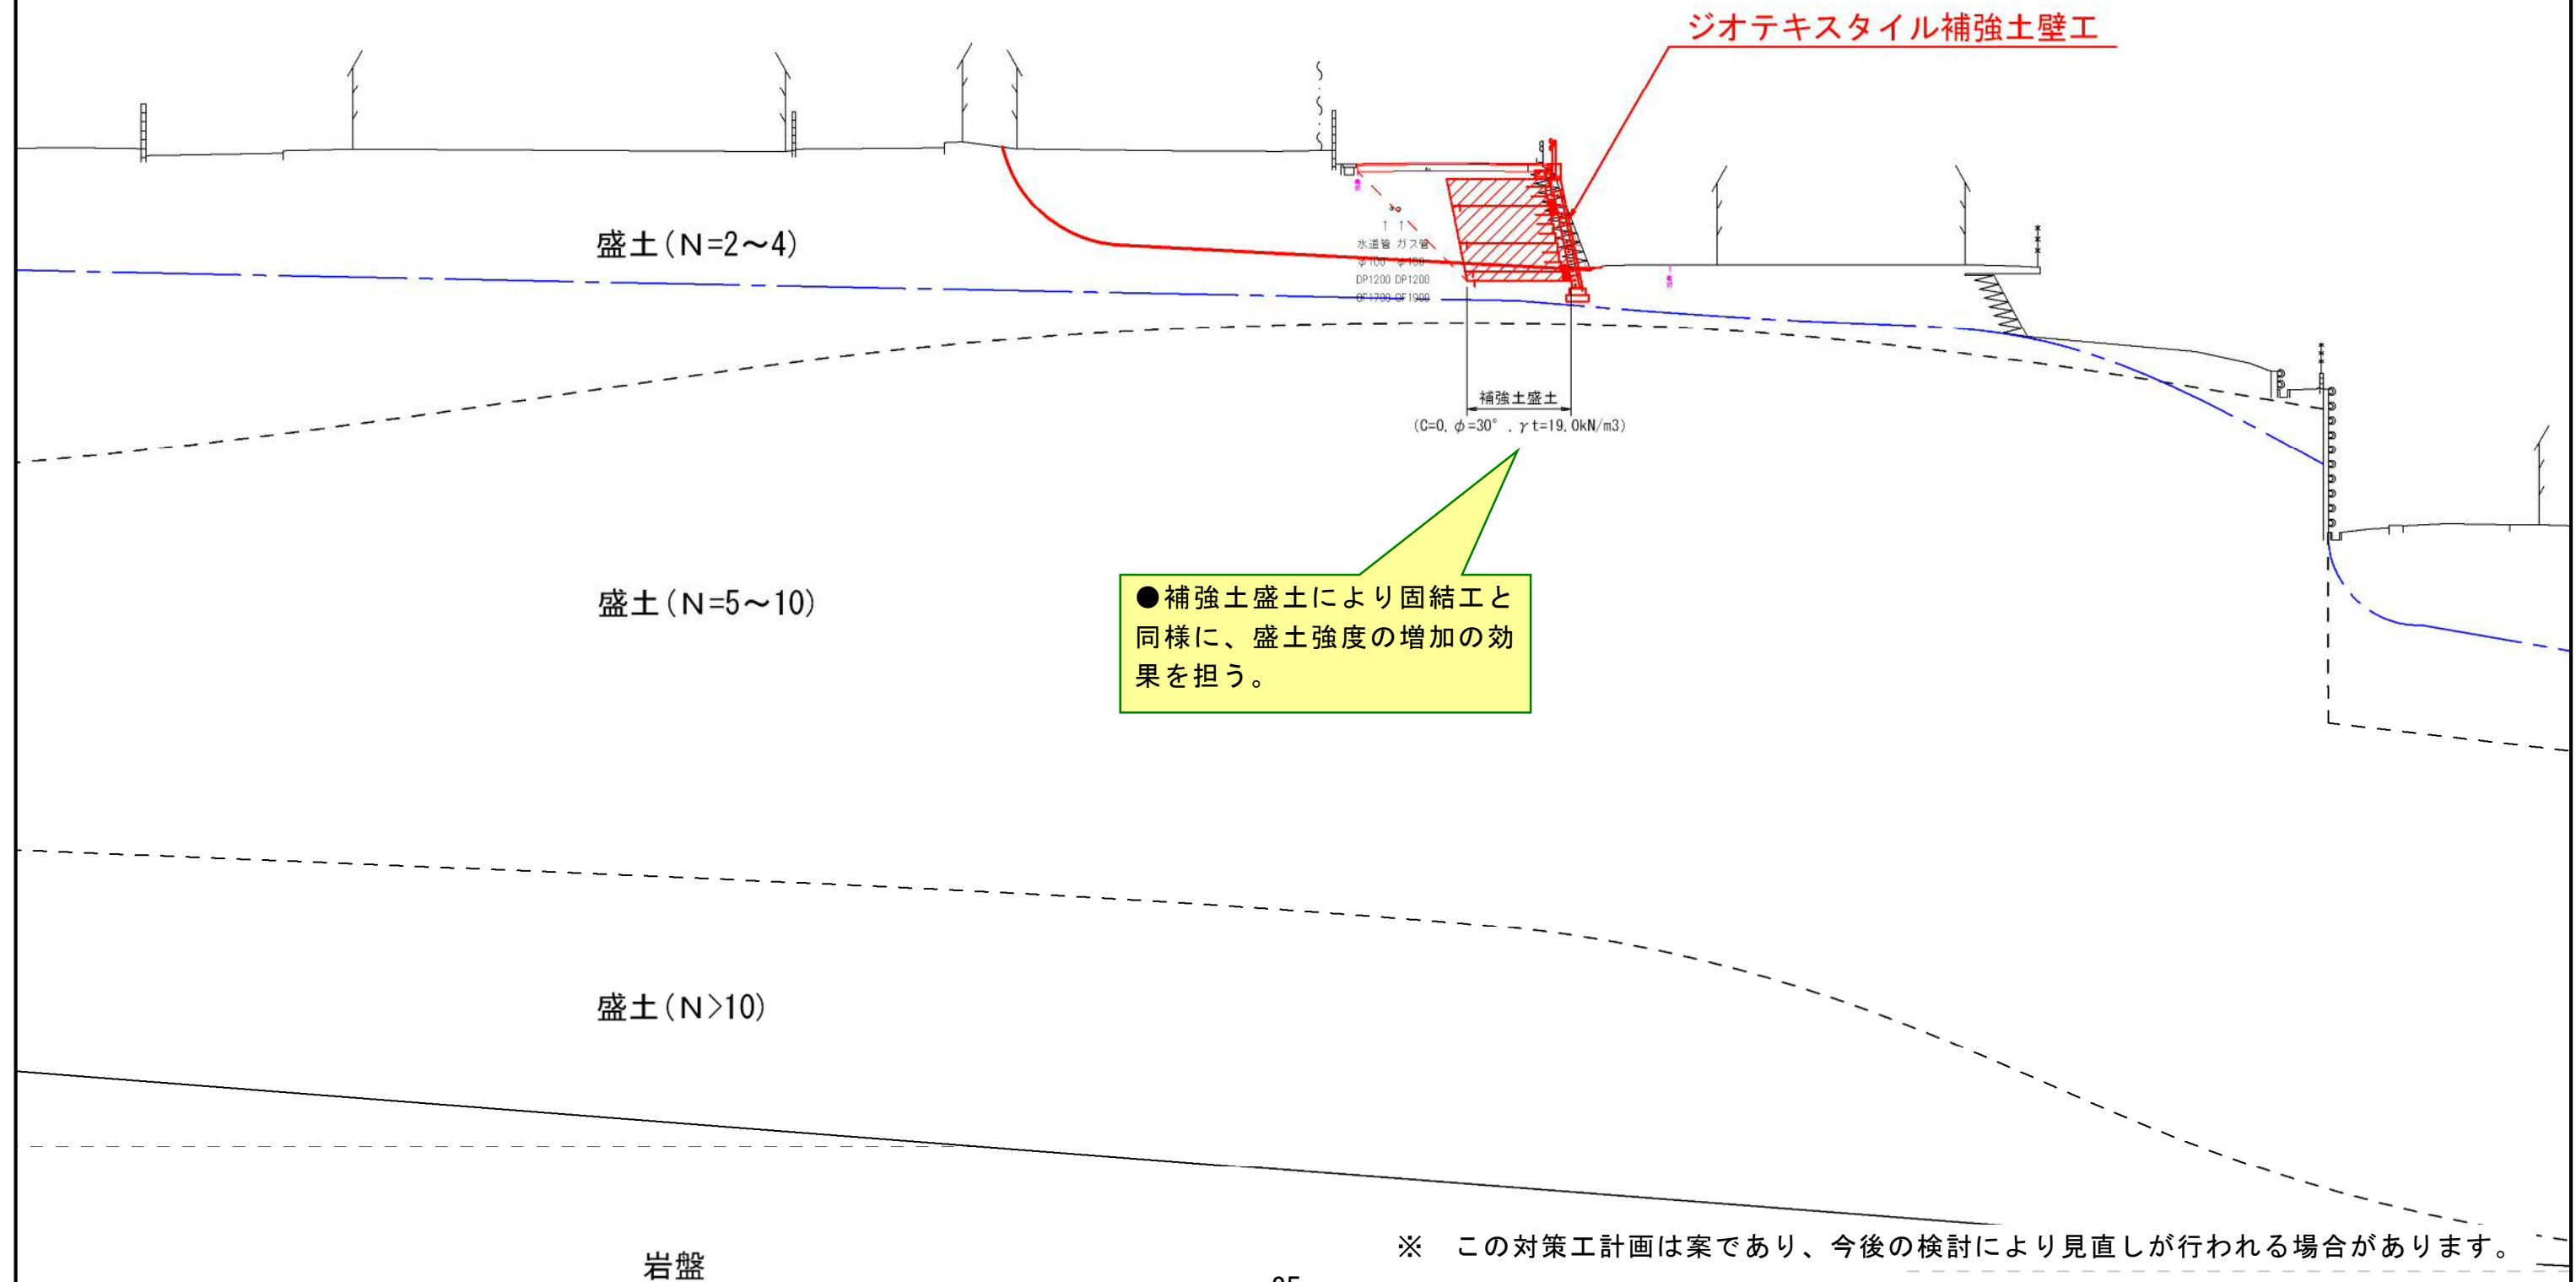 ジオテキスタイル補強土壁工
盛土(N=2～4)
水道管 ガス管
φ100 φ150
DP1200 DP1200
補強土盛土
(C=0, φ=30°, γt=19.0kN/m3)
●補強土盛土により固結工と
同様に、盛土強度の増加の効
果を担う。
盛土(N=5～10)
盛土(N>10)
※　この対策工計画は案であり、今後の検討により見直しが行われる場合があります。
岩盤